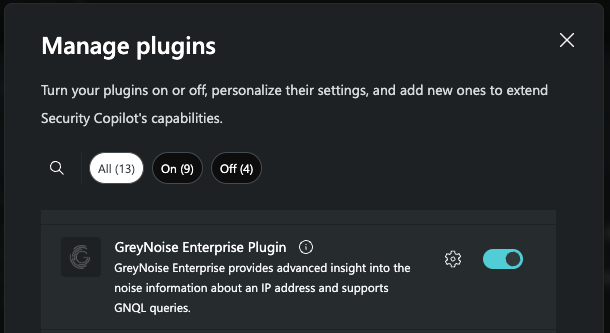 Manage plugins
Turn your plugins on or off, personalize their settings, and add new ones to extend
Security Copilot's capabilities.
All (13) On (9) Off (4)
GreyNoise Enterprise Plugin
GreyNoise Enterprise provides advanced insight into the
noise information about an IP address and supports
GNQL queries.